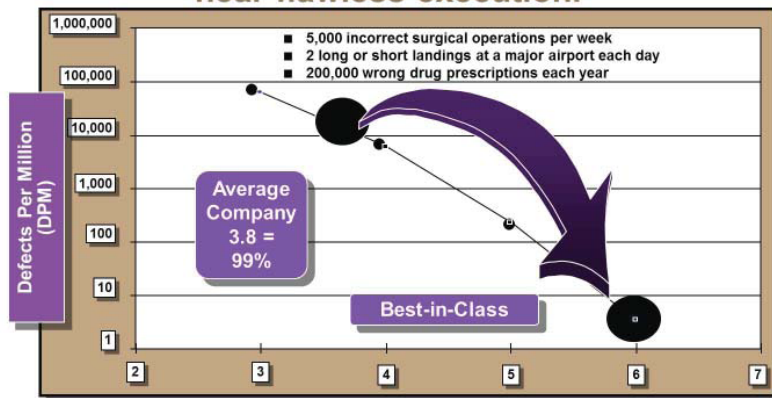 near-flawless execution.
1,000,000
■ 5,000 incorrect surgical operations per week
■ 2 long or short landings at a major airport each day
■ 200,000 wrong drug prescriptions each year
100,000
10,000
1,000
100
10
1
Defects Per Million
(DPM)
Average
Company
3.8 =
99%
Best-in-Class
2
3
4
5
6
7